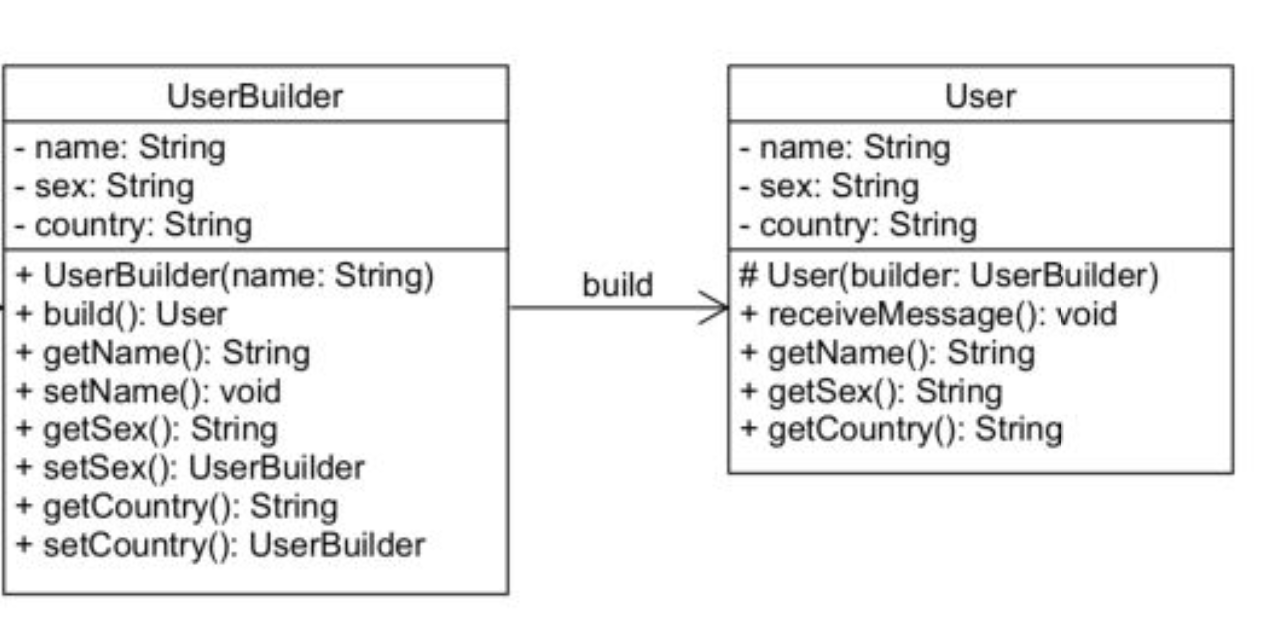 UserBuilder
- name: String
- sex: String
- country: String
+ UserBuilder(name: String)
+ build(): User
+ getName(): String
+ setName(): void
+ getSex(): String
+ setSex(): UserBuilder
+ getCountry(): String
+ setCountry(): UserBuilder
build
User
- name: String
- sex: String
- country: String
# User(builder: UserBuilder)
+ receiveMessage(): void
+ getName(): String
+ getSex(): String
+ getCountry(): String